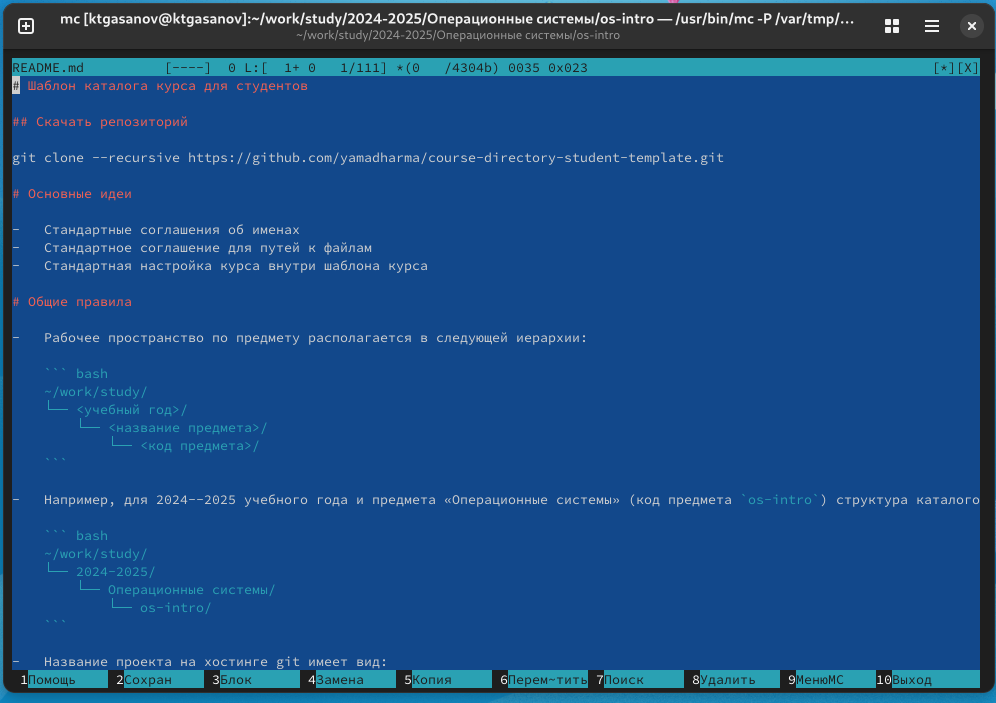 mc [ktgasanov@ktgasanov]:~/work/study/2024-2025/Операционные системы/os-intro — /usr/bin/mc -P /var/tmp/…
~/work/study/2024-2025/Операционные системы/os-intro
README.md [----] 0 L:[ 1+ 0 1/111] *(0 /4304b) 0035 0x023 [*][X]
# Шаблон каталога курса для студентов
## Скачать репозиторий
git clone --recursive https://github.com/yamadharma/course-directory-student-template.git
# Основные идеи
- Стандартные соглашения об именах
- Стандартное соглашение для путей к файлам
- Стандартная настройка курса внутри шаблона курса
# Общие правила
- Рабочее пространство по предмету располагается в следующей иерархии:
``` bash
~/work/study/
└── <учебный год>/
└── <название предмета>/
└── <код предмета>/
```
- Например, для 2024--2025 учебного года и предмета «Операционные системы» (код предмета `os-intro`) структура каталого
``` bash
~/work/study/
└── 2024-2025/
└── Операционные системы/
└── os-intro/
```
- Название проекта на хостинге git имеет вид:
1Помощь 2Сохран 3Блок 4Замена 5Копия 6Перем~тить 7Поиск 8Удалить 9МенюMC 10Выход